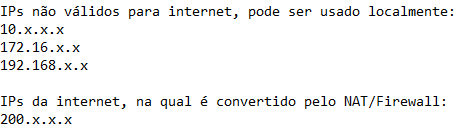 IPs não válidos para internet, pode ser usado localmente:
10.x.x.x
172.16.x.x
192.168.x.x
IPs da internet, na qual é convertido pelo NAT/Firewall:
200.x.x.x